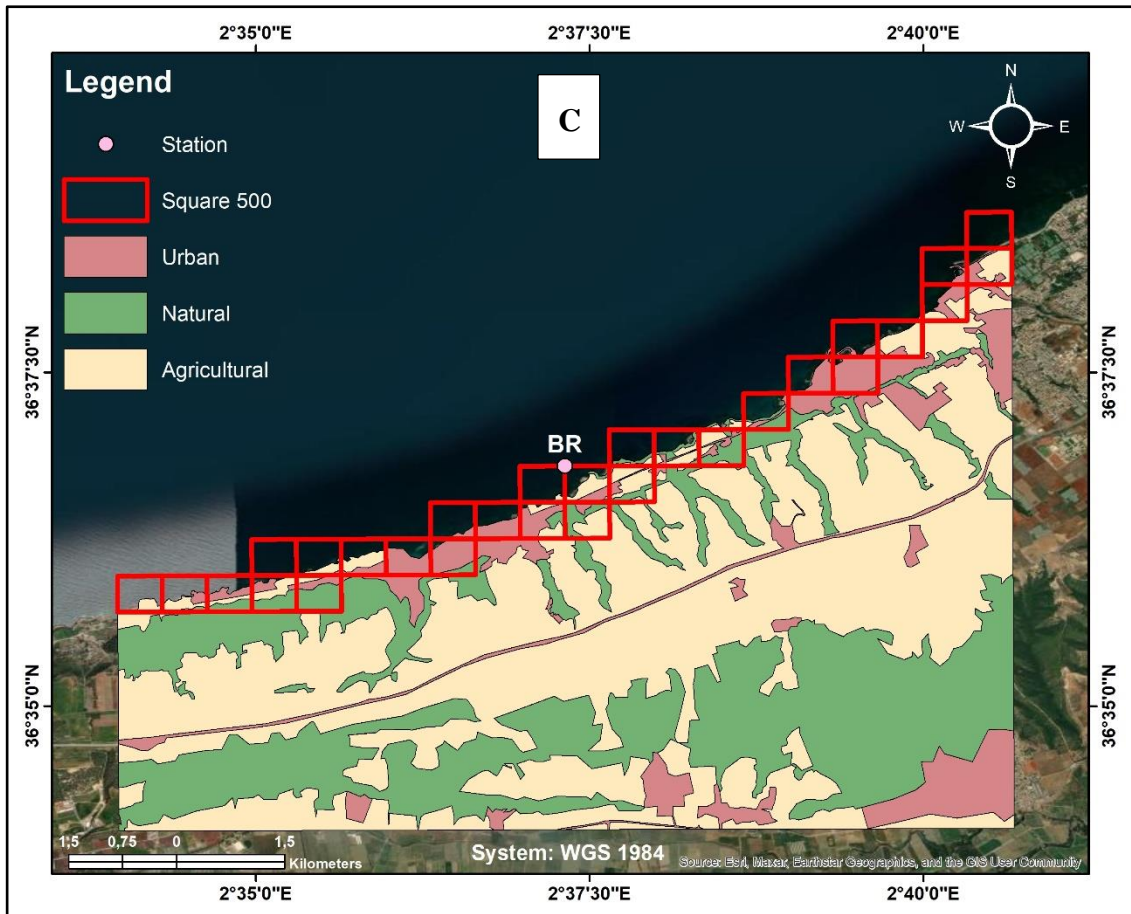 2°35'0"E 2°37'30"E 2°40'0"E
Legend
C
N
W E
S
Station
Square 500
Urban
Natural
Agricultural
36°37'30"N 36°37'30"N
BR
36°35'0"N 36°35'0"N
1,5 0,75 0 1,5
Kilometers
System: WGS 1984
Source: Esri, Maxar, Earthstar Geographics, and the GIS User Community
2°35'0"E 2°37'30"E 2°40'0"E